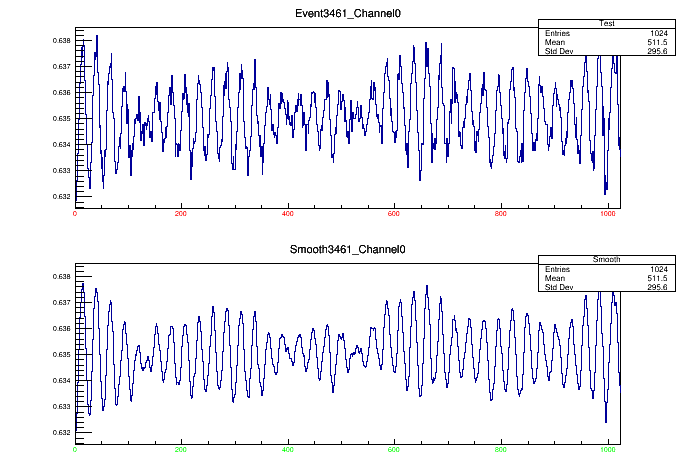 Event3461_Channel0
Test
Entries 1024
Mean 511.5
Std Dev 295.6
0.638
0.637
0.636
0.635
0.634
0.633
0.632
0 200 400 600 800 1000
Smooth3461_Channel0
Smooth
Entries 1024
Mean 511.5
Std Dev 295.6
0.638
0.637
0.636
0.635
0.634
0.633
0.632
0 200 400 600 800 1000